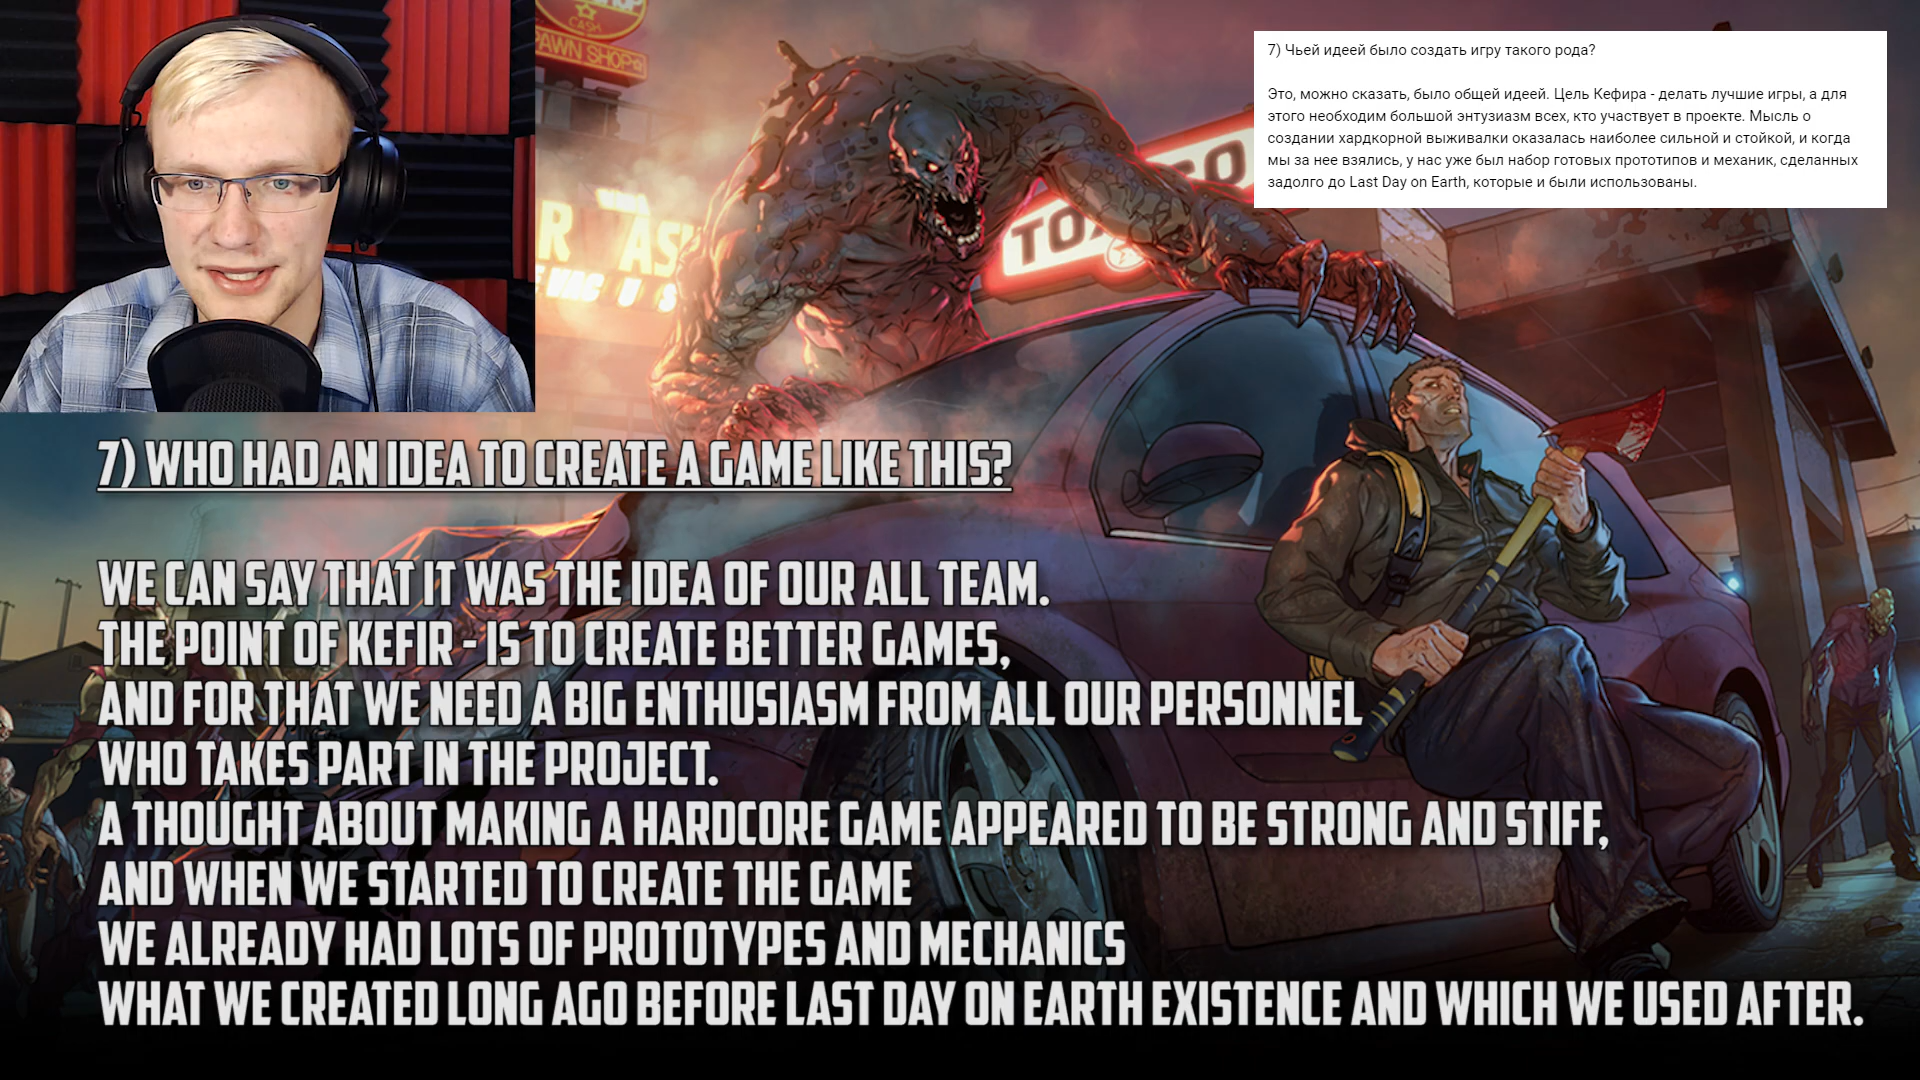 CASH
PAWN SHOP
7) Чьей идеей было создать игру такого рода?
Это, можно сказать, было общей идеей. Цель Кефира - делать лучшие игры, а для
этого необходим большой энтузиазм всех, кто участвует в проекте. Мысль о
создании хардкорной выживалки оказалась наиболее сильной и стойкой, и когда
мы за нее взялись, у нас уже был набор готовых прототипов и механик, сделанных
задолго до Last Day on Earth, которые и были использованы.
7) WHO HAD AN IDEA TO CREATE A GAME LIKE THIS?
WE CAN SAY THAT IT WAS THE IDEA OF OUR ALL TEAM.
THE POINT OF KEFIR - IS TO CREATE BETTER GAMES,
AND FOR THAT WE NEED A BIG ENTHUSIASM FROM ALL OUR PERSONNEL
WHO TAKES PART IN THE PROJECT.
A THOUGHT ABOUT MAKING A HARDCORE GAME APPEARED TO BE STRONG AND STIFF,
AND WHEN WE STARTED TO CREATE THE GAME
WE ALREADY HAD LOTS OF PROTOTYPES AND MECHANICS
WHAT WE CREATED LONG AGO BEFORE LAST DAY ON EARTH EXISTENCE AND WHICH WE USED AFTER.